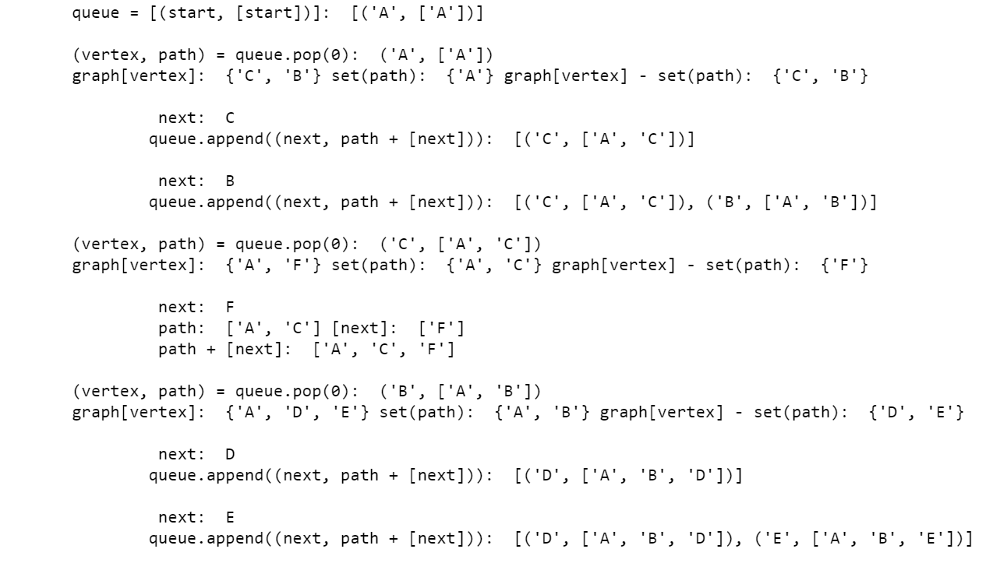 queue = [(start, [start])]:  [('A', ['A'])]
(vertex, path) = queue.pop(0):  ('A', ['A'])
graph[vertex]:  {'C', 'B'} set(path):  {'A'} graph[vertex] - set(path):  {'C', 'B'}
next:  C
queue.append((next, path + [next])):  [('C', ['A', 'C'])]
next:  B
queue.append((next, path + [next])):  [('C', ['A', 'C']), ('B', ['A', 'B'])]
(vertex, path) = queue.pop(0):  ('C', ['A', 'C'])
graph[vertex]:  {'A', 'F'} set(path):  {'A', 'C'} graph[vertex] - set(path):  {'F'}
next:  F
path:  ['A', 'C'] [next]:  ['F']
path + [next]:  ['A', 'C', 'F']
(vertex, path) = queue.pop(0):  ('B', ['A', 'B'])
graph[vertex]:  {'A', 'D', 'E'} set(path):  {'A', 'B'} graph[vertex] - set(path):  {'D', 'E'}
next:  D
queue.append((next, path + [next])):  [('D', ['A', 'B', 'D'])]
next:  E
queue.append((next, path + [next])):  [('D', ['A', 'B', 'D']), ('E', ['A', 'B', 'E'])]